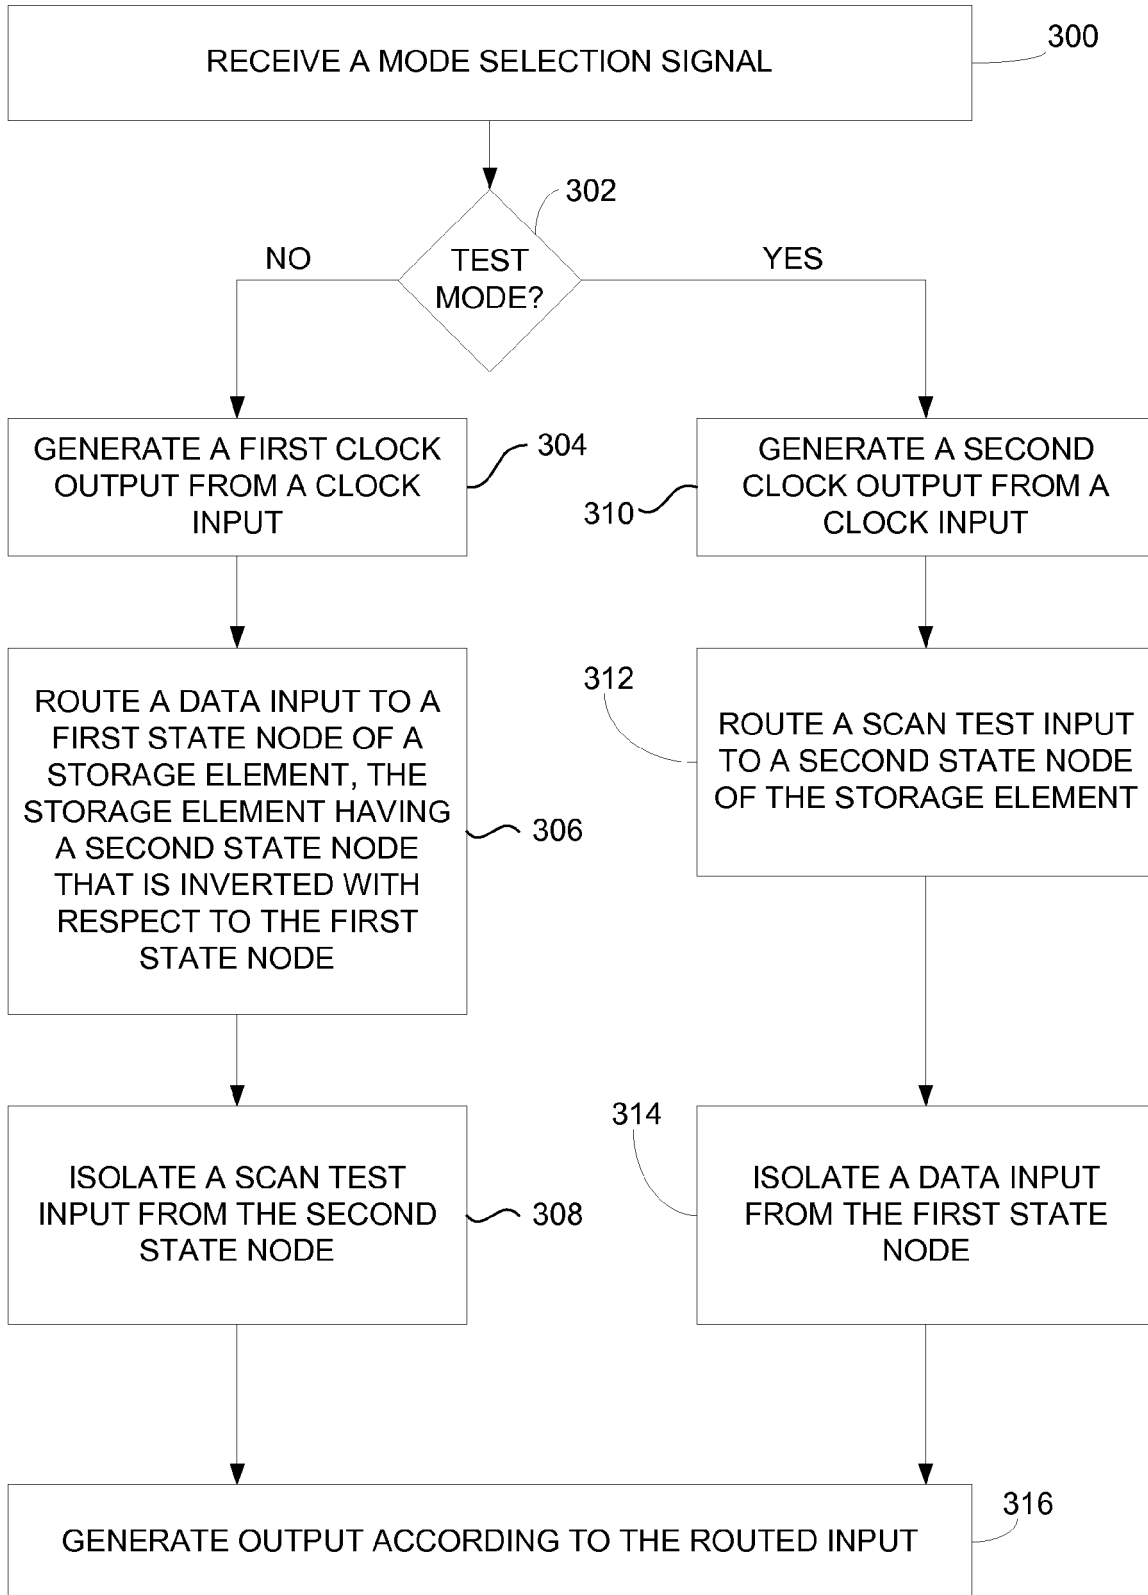 RECEIVE A MODE SELECTION SIGNAL
300
302
TEST
MODE?
NO
YES
GENERATE A FIRST CLOCK
OUTPUT FROM A CLOCK
INPUT
304
GENERATE A SECOND
CLOCK OUTPUT FROM A
CLOCK INPUT
310
ROUTE A DATA INPUT TO A
FIRST STATE NODE OF A
STORAGE ELEMENT, THE
STORAGE ELEMENT HAVING
A SECOND STATE NODE
THAT IS INVERTED WITH
RESPECT TO THE FIRST
STATE NODE
306
312
ROUTE A SCAN TEST INPUT
TO A SECOND STATE NODE
OF THE STORAGE ELEMENT
ISOLATE A SCAN TEST
INPUT FROM THE SECOND
STATE NODE
308
314
ISOLATE A DATA INPUT
FROM THE FIRST STATE
NODE
GENERATE OUTPUT ACCORDING TO THE ROUTED INPUT
316